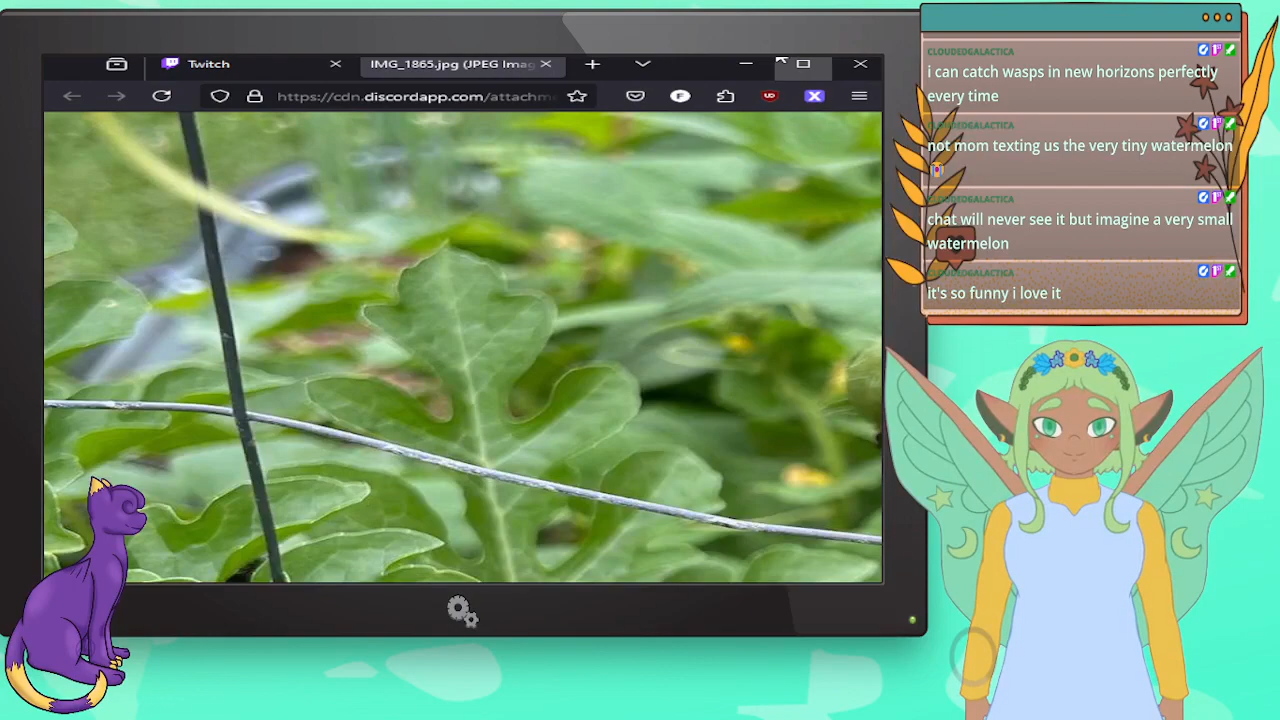 Twitch
IMG_1865.jpg (JPEG Imag
https://cdn.discordapp.com/attachm
CLOUDEDGALACTICA
i can catch wasps in new horizons perfectly
every time
CLOUDEDGALACTICA
not mom texting us the very tiny watermelon
CLOUDEDGALACTICA
chat will never see it but imagine a very small
watermelon
CLOUDEDGALACTICA
it's so funny i love it